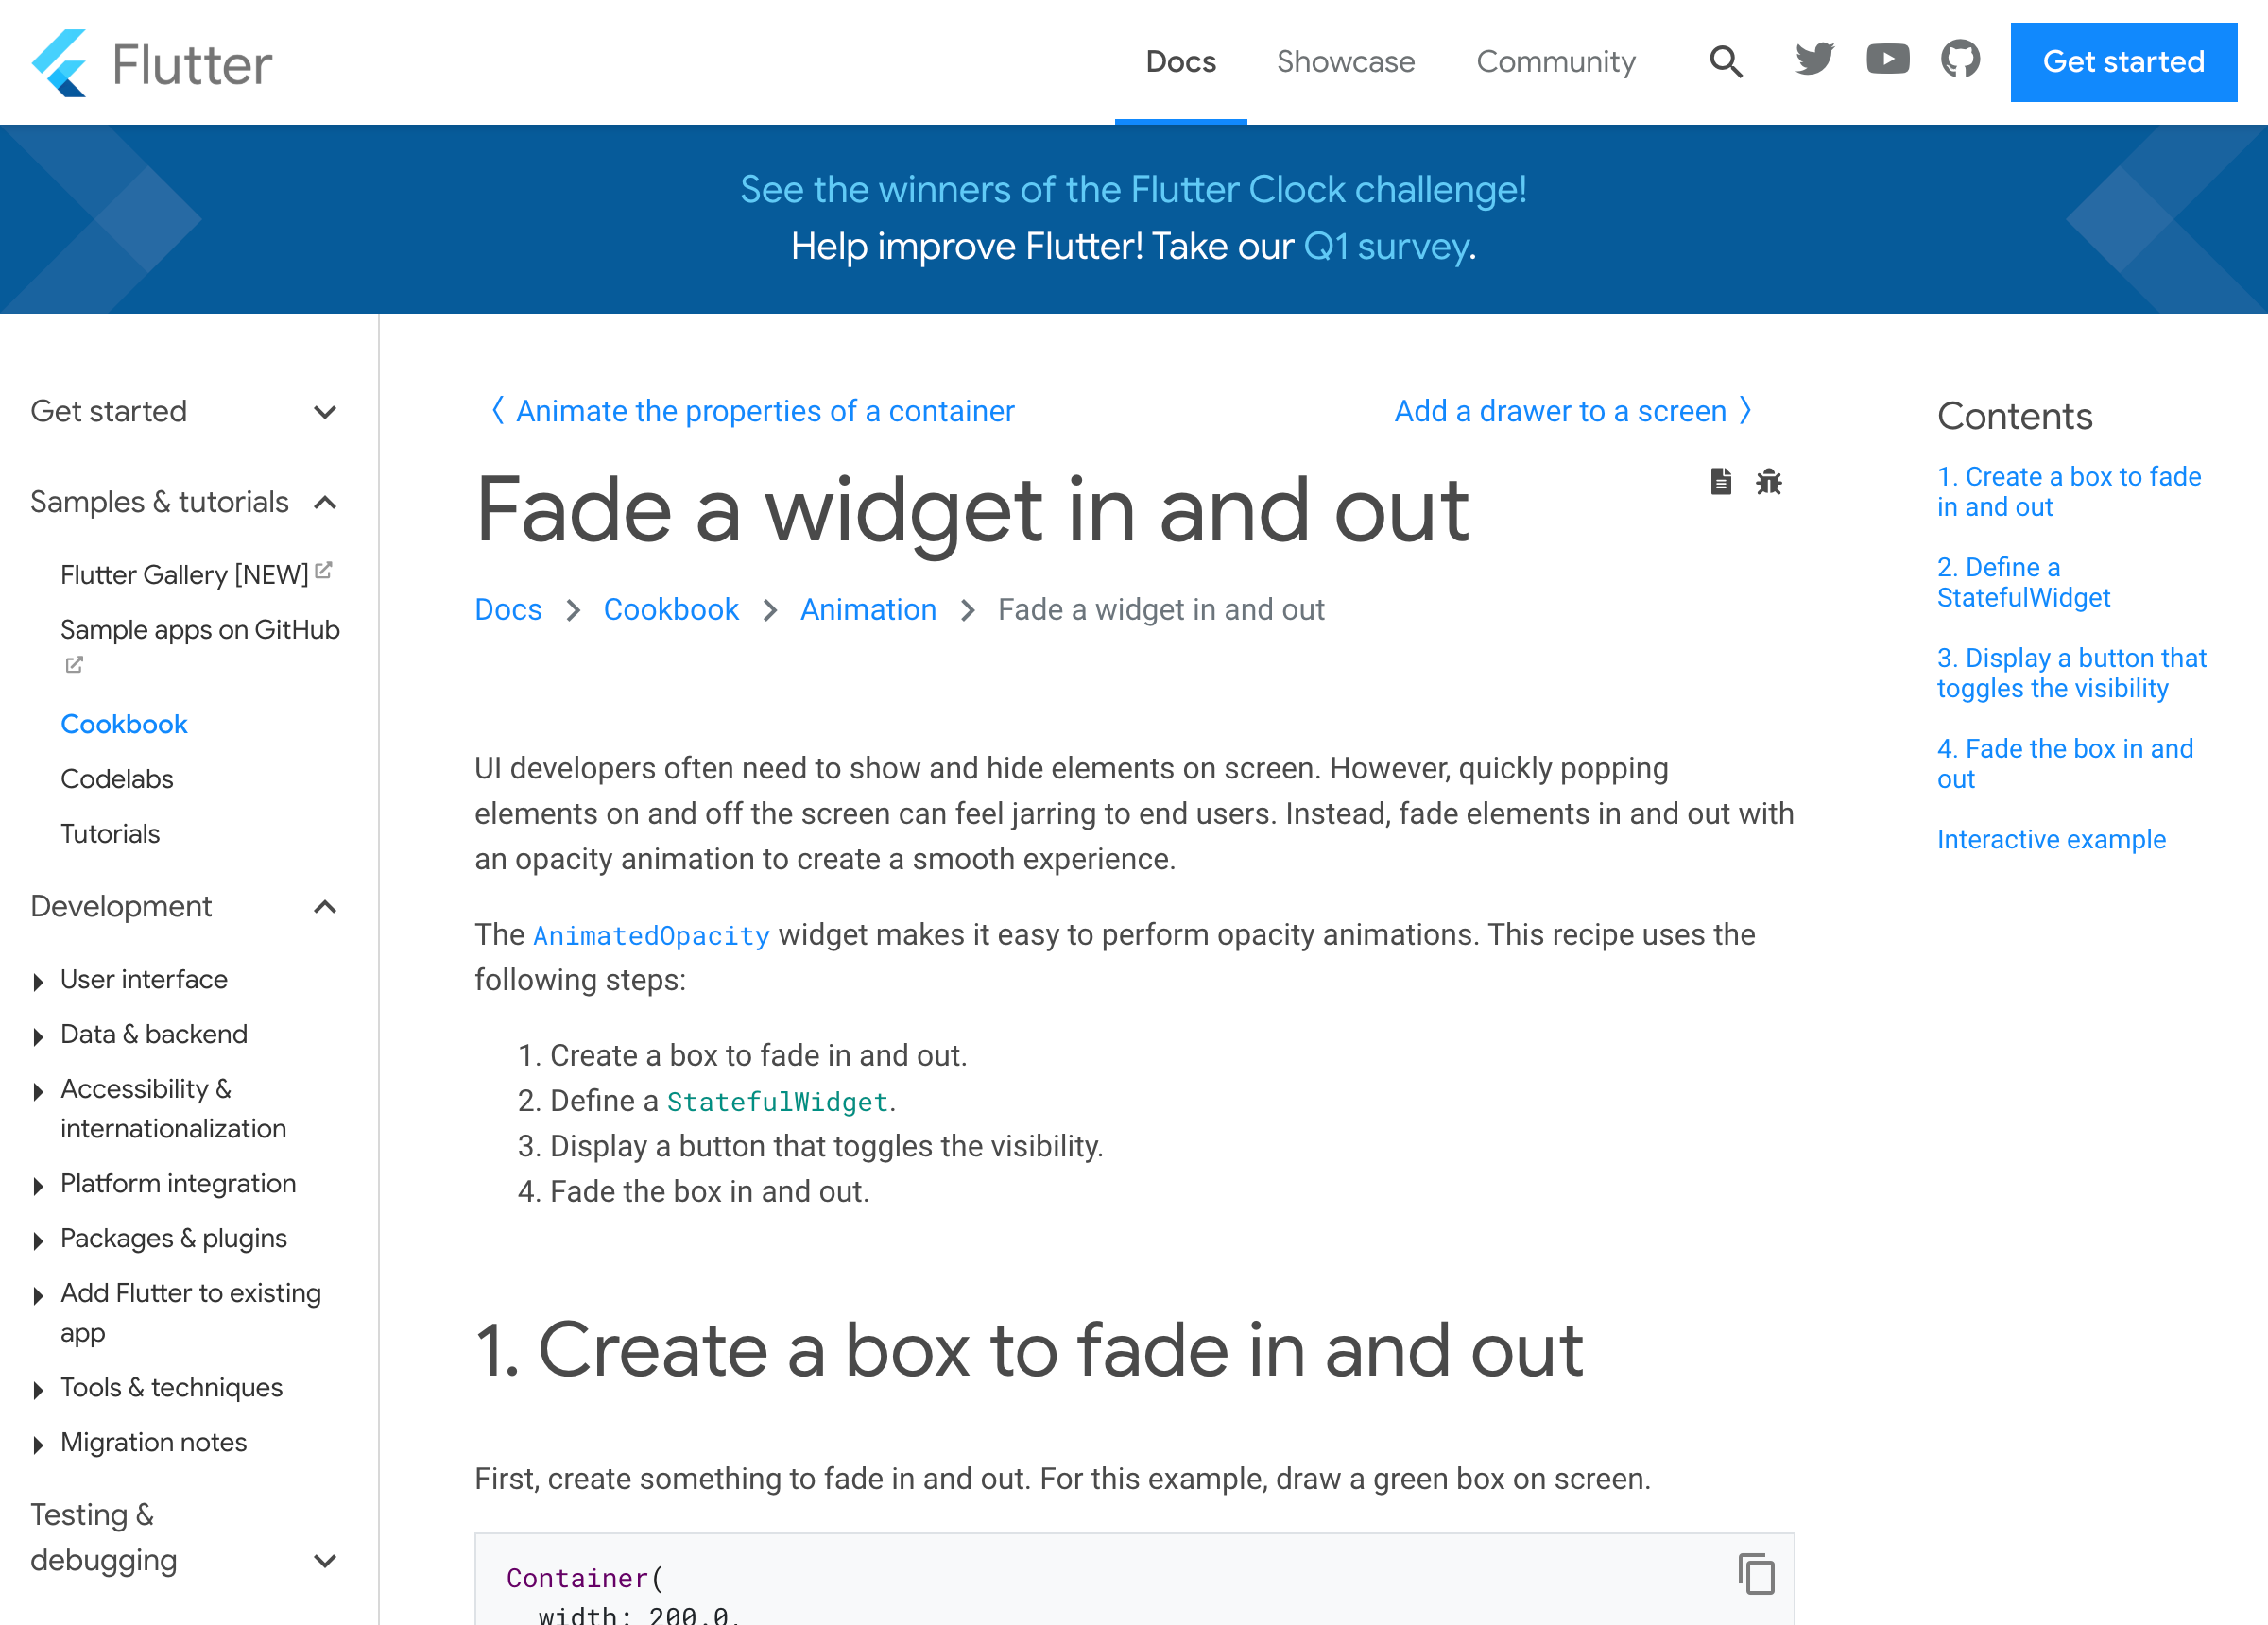 Flutter
Docs
Showcase
Community
Get started
See the winners of the Flutter Clock challenge!
Help improve Flutter! Take our Q1 survey.
Get started
Samples & tutorials
Flutter Gallery [NEW]
Sample apps on GitHub
Cookbook
Codelabs
Tutorials
Development
User interface
Data & backend
Accessibility &
internationalization
Platform integration
Packages & plugins
Add Flutter to existing
app
Tools & techniques
Migration notes
Testing &
debugging
〈 Animate the properties of a container
Add a drawer to a screen 〉
Fade a widget in and out
Docs > Cookbook > Animation > Fade a widget in and out
UI developers often need to show and hide elements on screen. However, quickly popping
elements on and off the screen can feel jarring to end users. Instead, fade elements in and out with
an opacity animation to create a smooth experience.
The AnimatedOpacity widget makes it easy to perform opacity animations. This recipe uses the
following steps:
1. Create a box to fade in and out.
2. Define a StatefulWidget.
3. Display a button that toggles the visibility.
4. Fade the box in and out.
1. Create a box to fade in and out
First, create something to fade in and out. For this example, draw a green box on screen.
Container(
width: 200.0,
Contents
1. Create a box to fade
in and out
2. Define a
StatefulWidget
3. Display a button that
toggles the visibility
4. Fade the box in and
out
Interactive example